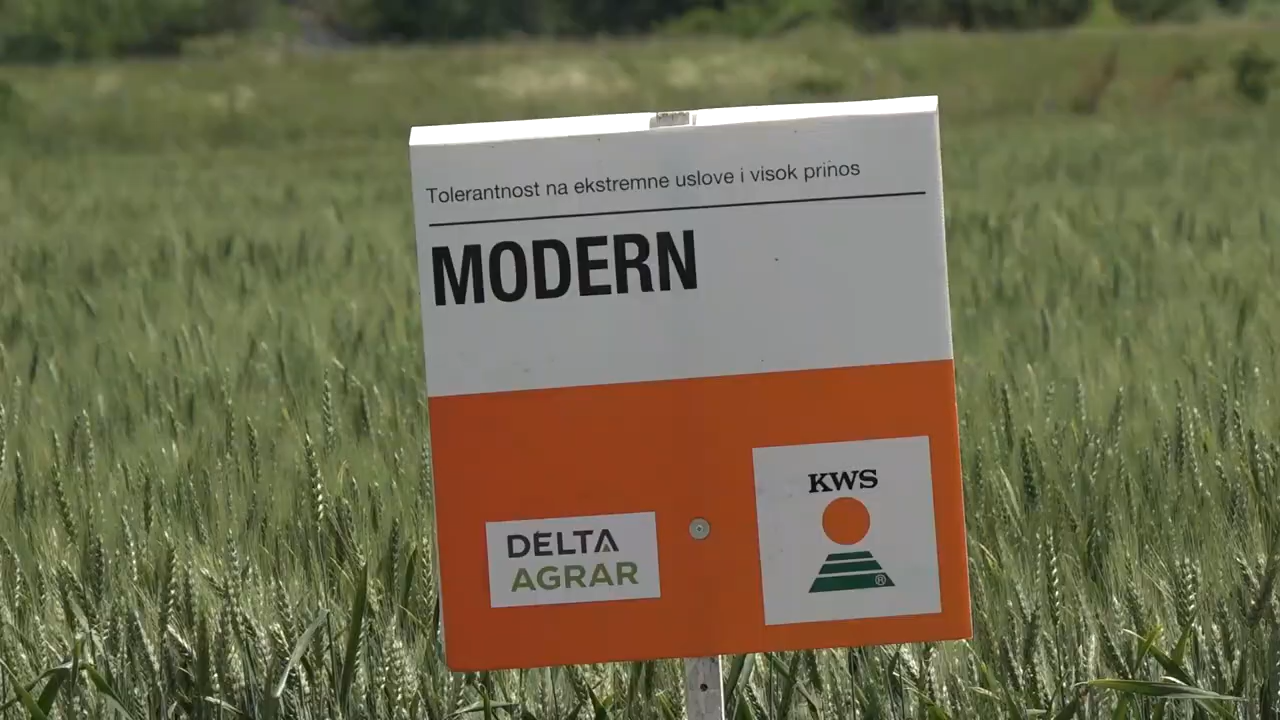 Tolerantnost na ekstremne uslove i visok prinos
MODERN
DELTA
AGRAR
KWS
®